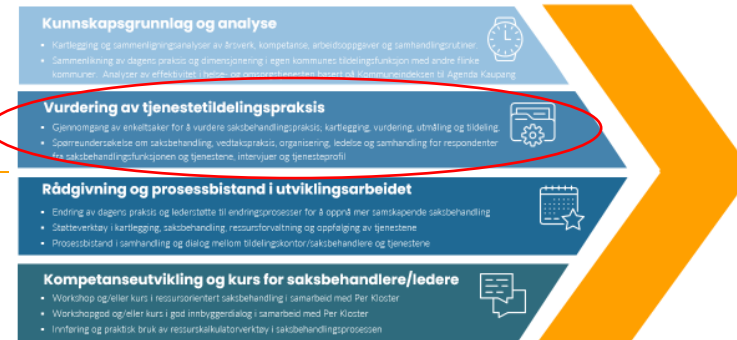 Kunnskapsgrunnlag og analyse
• Kartlegging og sammenligningsanalyser av årsverk, kompetanse, arbeidsoppgaver og samhandlingsrutiner.
• Sammenlikning av dagens praksis og dimensjonering i egen kommunes tildelingsfunksjon med andre flinke
kommuner. Analyser av effektivitet i helse- og omsorgstjenesten basert på Kommuneindeksen til Agenda Kaupang.
Vurdering av tjenestetildelingspraksis
• Gjennomgang av enkeltsaker for å vurdere saksbehandlingspraksis; kartlegging, vurdering, utmåling og tildeling.
• Spørreundersøkelse om saksbehandling, vedtakspraksis, organisering, ledelse og samhandling for respondenter
fra saksbehandlingsfunksjonen og tjenestene, intervjuer og tjenesteprofil
Rådgivning og prosessbistand i utviklingsarbeidet
• Endring av dagens praksis og lederstøtte til endringsprosesser for å oppnå mer samskapende saksbehandling
• Støtteverktøy i kartlegging, saksbehandling, ressursforvaltning og oppfølging av tjenestene
• Prosessbistand i samhandling og dialog mellom tildelingskontor/saksbehandlere og tjenestene
Kompetanseutvikling og kurs for saksbehandlere/ledere
• Workshop og/eller kurs i ressursorientert saksbehandling i samarbeid med Per Kloster
• Workshopgod og/eller kurs i god innbyggerdialog i samarbeid med Per Kloster
• Innføring og praktisk bruk av ressurskalkulatorverktøy i saksbehandlingsprosessen